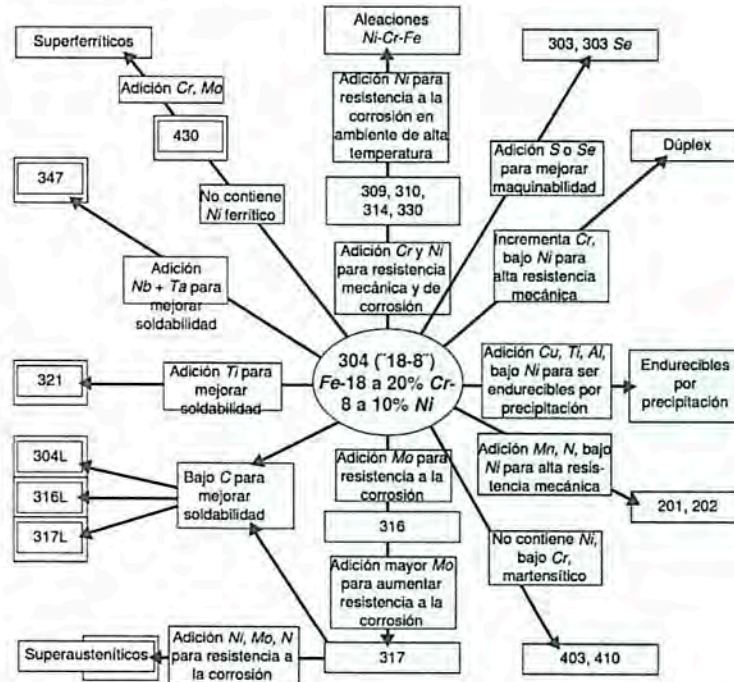 Superferríticos
Adición Cr, Mo
430
No contiene
Ni ferrítico
347
Adición
Nb + Ta para
mejorar
soldabilidad
Aleaciones
Ni-Cr-Fe
Adición Ni para
resistencia a la
corrosión en
ambiente de alta
temperatura
309, 310,
314, 330
Adición Cr y Ni
para resistencia
mecánica y de
corrosión
303, 303 Se
Adición S o Se
para mejorar
maquinabilidad
Dúplex
Incrementa Cr,
bajo Ni para
alta resistencia
mecánica
304 ("18-8")
Fe-18 a 20% Cr-
8 a 10% Ni
321
Adición Ti para
mejorar
soldabilidad
Adición Cu, Ti, Al,
bajo Ni para ser
endurecibles por
precipitación
Endurecibles
por
precipitación
304L
316L
317L
Bajo C para
mejorar
soldabilidad
Adición Mo para
resistencia a la
corrosión
316
Adición mayor Mo
para aumentar
resistencia a la
corrosión
317
Adición Mn, N, bajo
Ni para alta resis-
tencia mecánica
201, 202
No contiene Ni,
bajo Cr,
martensítico
403, 410
Superausteníticos
Adición Ni, Mo, N
para resistencia a
la corrosión